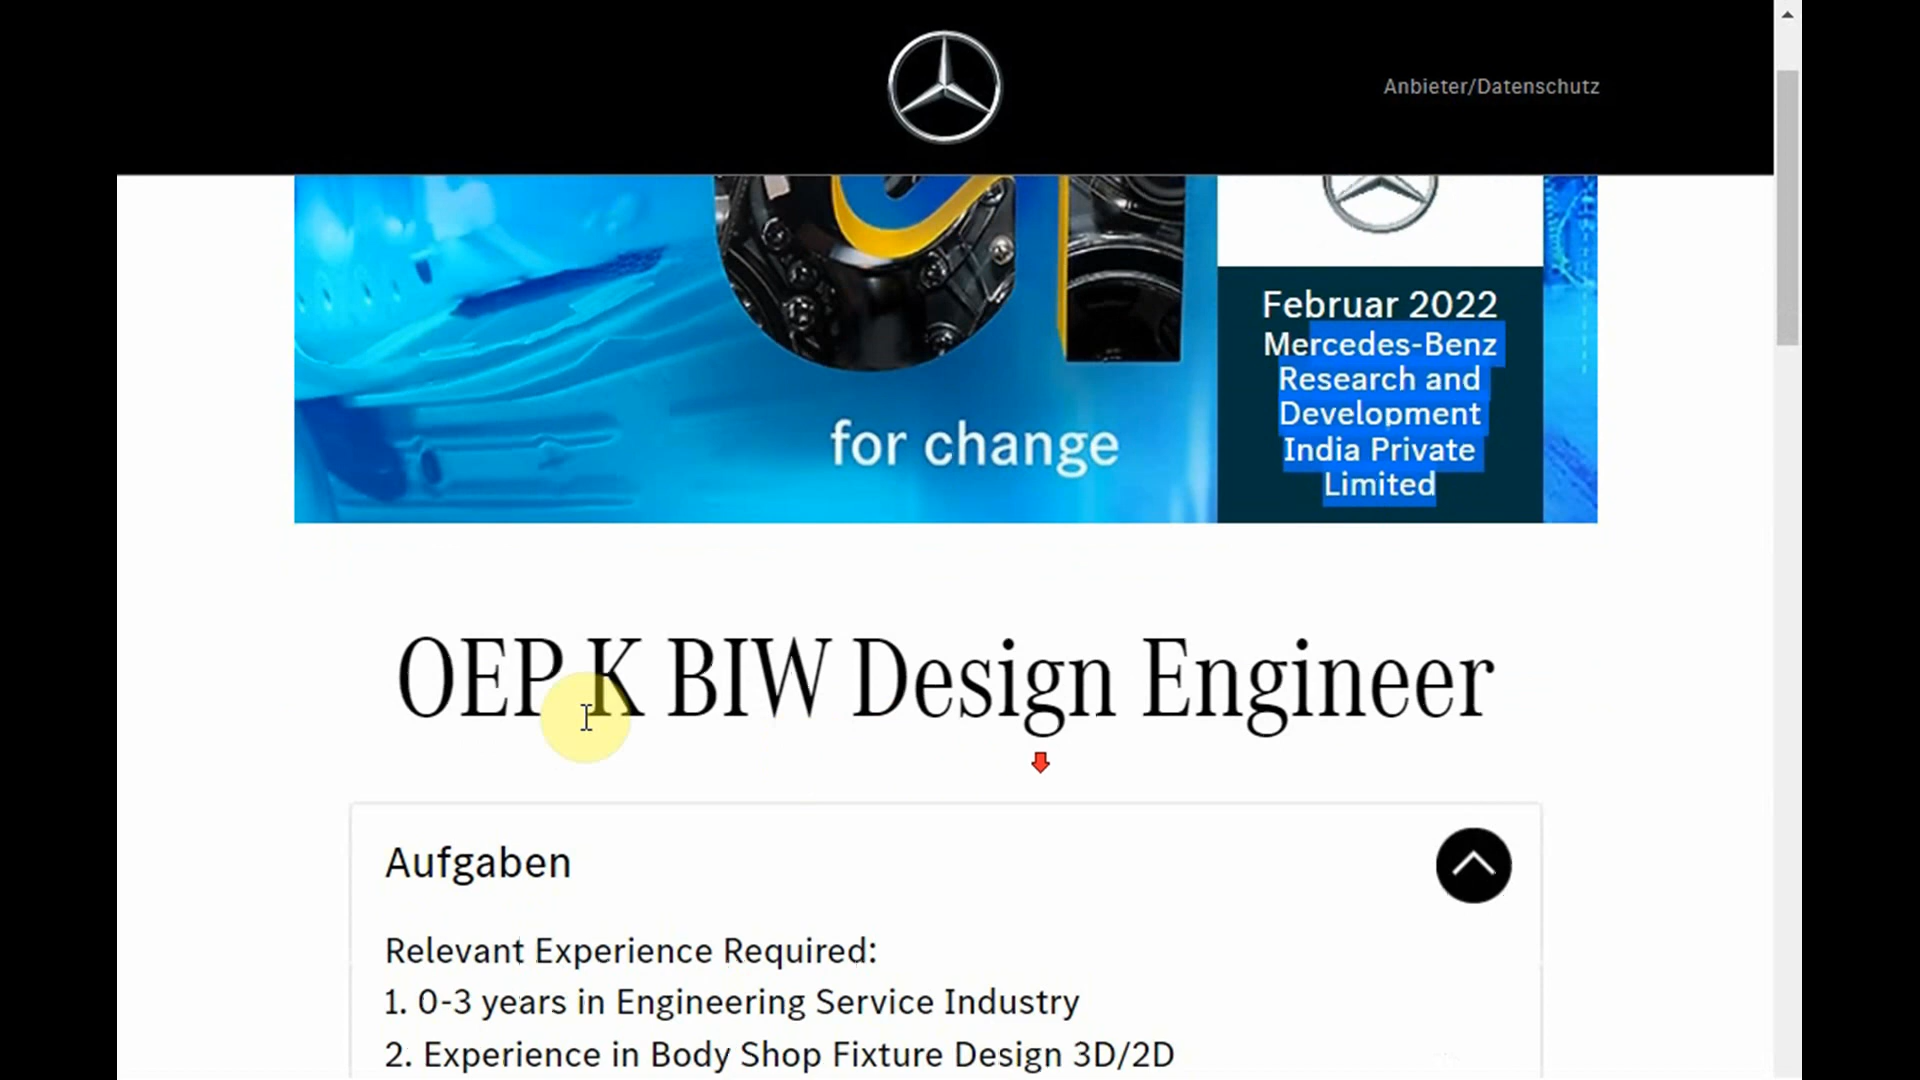 Anbieter/Datenschutz
for change
Februar 2022
Mercedes-Benz
Research and
Development
India Private
Limited
OEP K BIW Design Engineer
Aufgaben
Relevant Experience Required:
1. 0-3 years in Engineering Service Industry
2. Experience in Body Shop Fixture Design 3D/2D